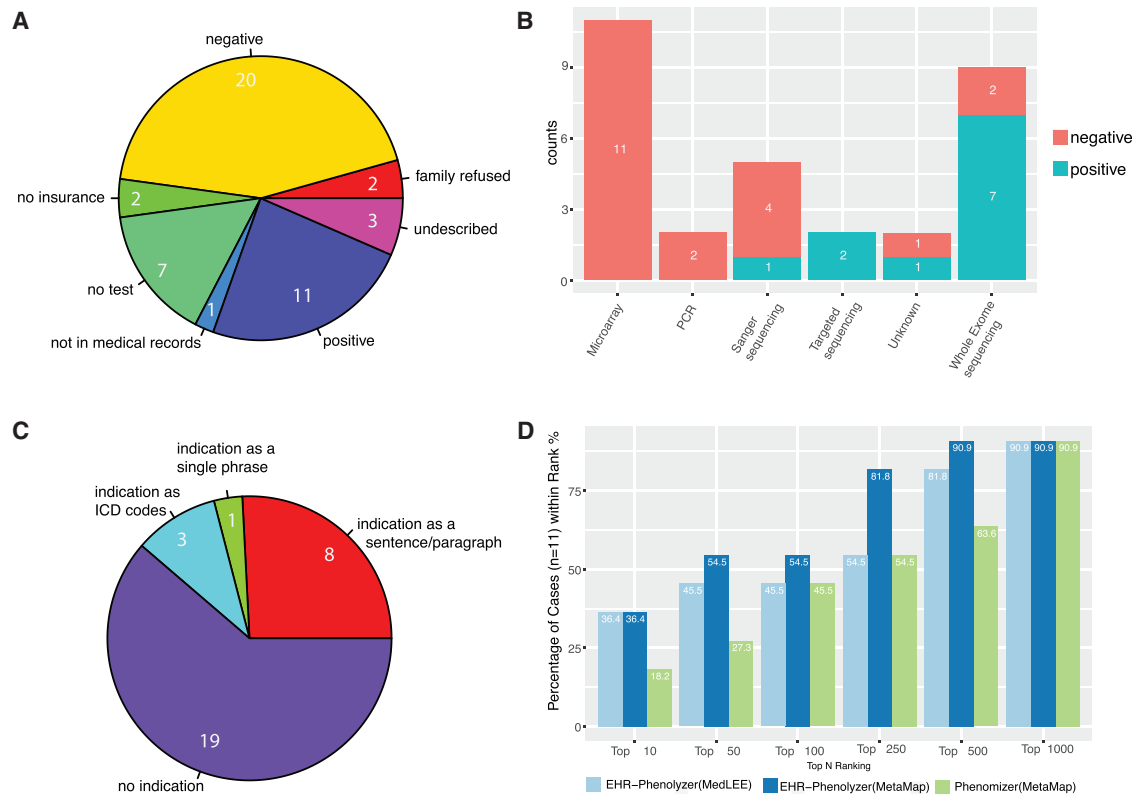 A
negative
20
family refused
2
no insurance
2
undescribed
3
7
no test
11
1
not in medical records
positive
B
counts
9
6
3
0
11
2
4
1
2
1
1
2
7
Microarray
PCR
Sanger
sequencing
Targeted
sequencing
Unknown
Whole Exome
sequencing
negative
positive
C
indication as a
single phrase
indication as
ICD codes
1
3
indication as a
sentence/paragraph
8
19
no indication
D
Percentage of Cases (n=11) within Rank %
75
50
25
0
36.4
36.4
18.2
45.5
54.5
27.3
45.5
54.5
45.5
54.5
81.8
54.5
81.8
90.9
63.6
90.9
90.9
90.9
Top 10
Top 50
Top 100
Top 250
Top 500
Top 1000
Top N Ranking
EHR−Phenolyzer(MedLEE)
EHR−Phenolyzer(MetaMap)
Phenomizer(MetaMap)